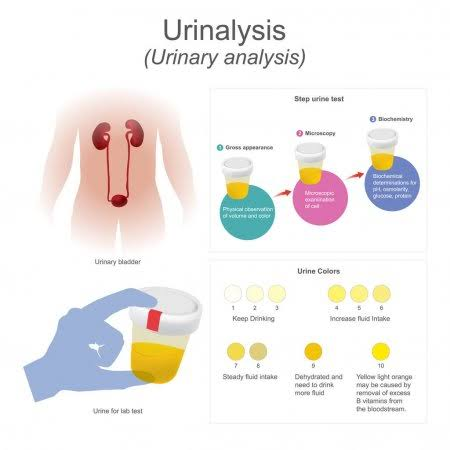 Urinalysis
(Urinary analysis)
Urinary bladder
Step urine test
1 Gross appearance
Physical observation
of volume and color
2 Microscopy
Microscopic
examination
of cell
3 Biochemistry
Biochemical
determinations for
pH, osmolarity,
glucose, protein
Urine for lab test
Urine Colors
1 2 3
Keep Drinking
4 5 6
Increase fluid Intake
7 8
Steady fluid intake
9
Dehydrated and
need to drink
more fluid
10
Yellow light orange
may be caused by
removal of excess
B vitamins from
the bloodstream.